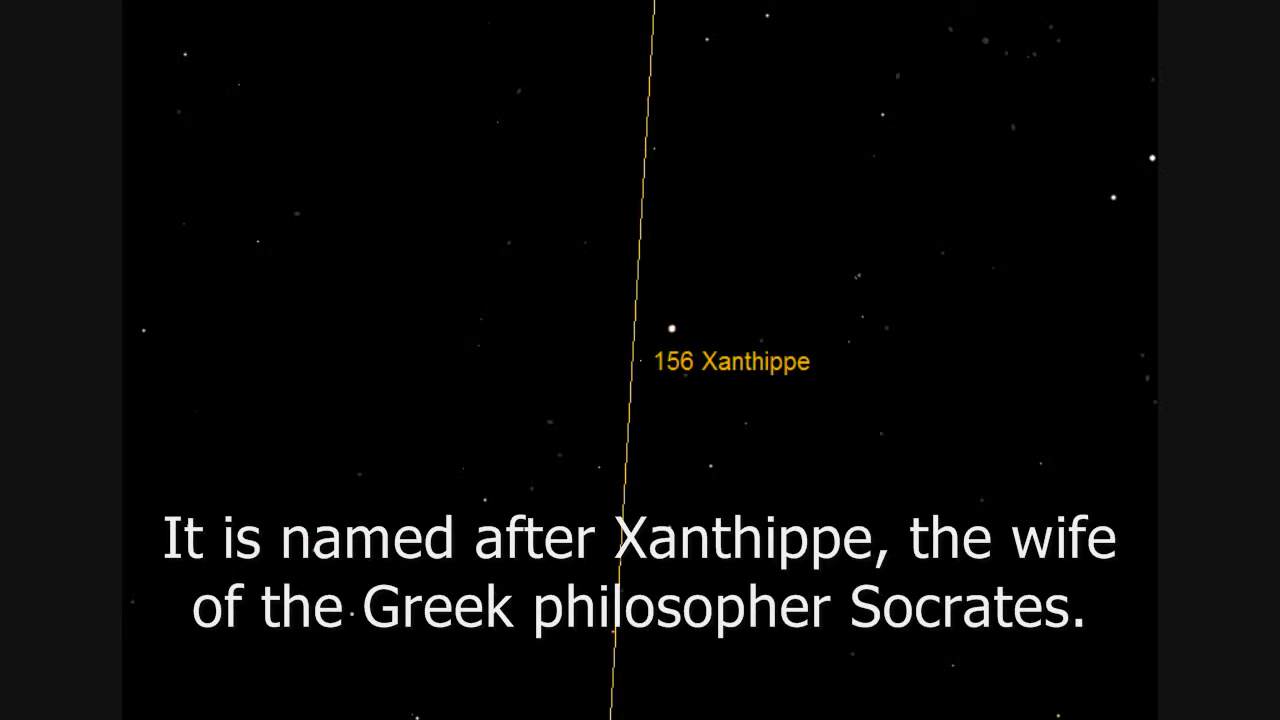 156 Xanthippe
It is named after Xanthippe, the wife
of the Greek philosopher Socrates.